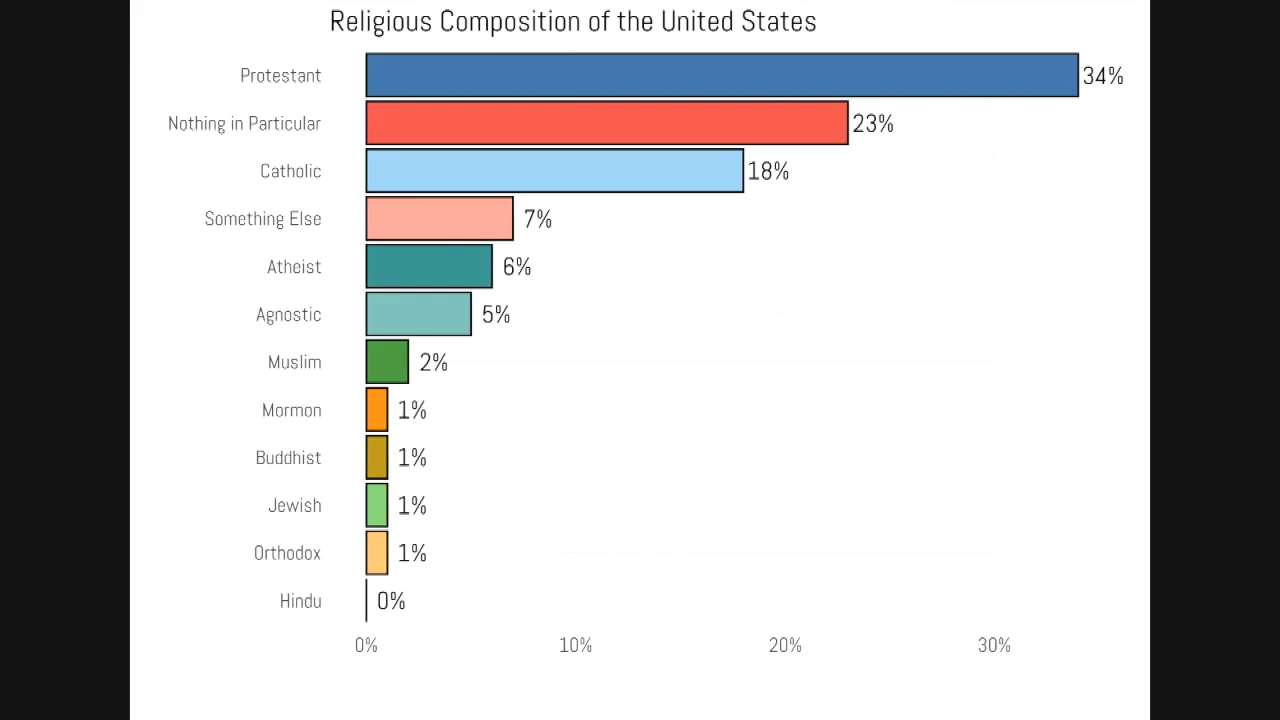 Religious Composition of the United States
Protestant 34%
Nothing in Particular 23%
Catholic 18%
Something Else 7%
Atheist 6%
Agnostic 5%
Muslim 2%
Mormon 1%
Buddhist 1%
Jewish 1%
Orthodox 1%
Hindu 0%
0% 10% 20% 30%